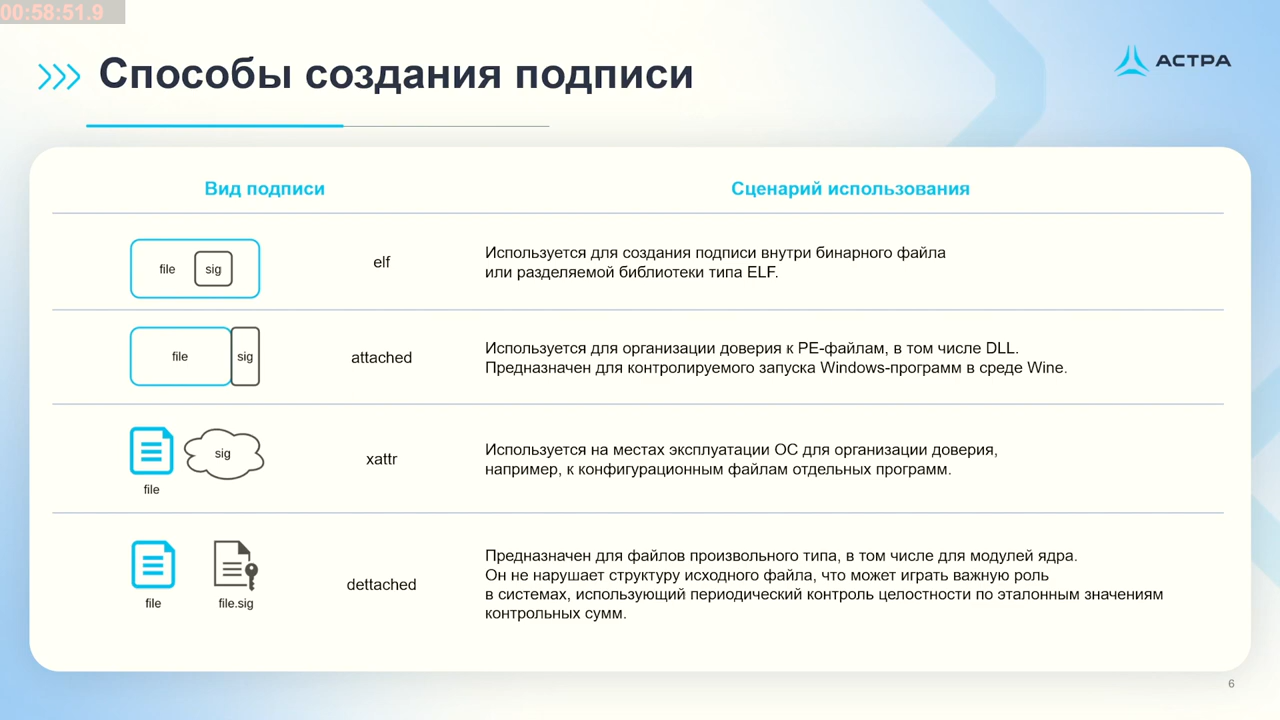 00:58:51.9
Способы создания подписи
АСТРА
Вид подписи
Сценарий использования
file
sig
elf
Используется для создания подписи внутри бинарного файла
или разделяемой библиотеки типа ELF.
file
sig
attached
Используется для организации доверия к PE-файлам, в том числе DLL.
Предназначен для контролируемого запуска Windows-программ в среде Wine.
sig
file
xattr
Используется на местах эксплуатации ОС для организации доверия,
например, к конфигурационным файлам отдельных программ.
file
file.sig
dettached
Предназначен для файлов произвольного типа, в том числе для модулей ядра.
Он не нарушает структуру исходного файла, что может играть важную роль
в системах, использующий периодический контроль целостности по эталонным значениям
контрольных сумм.
6